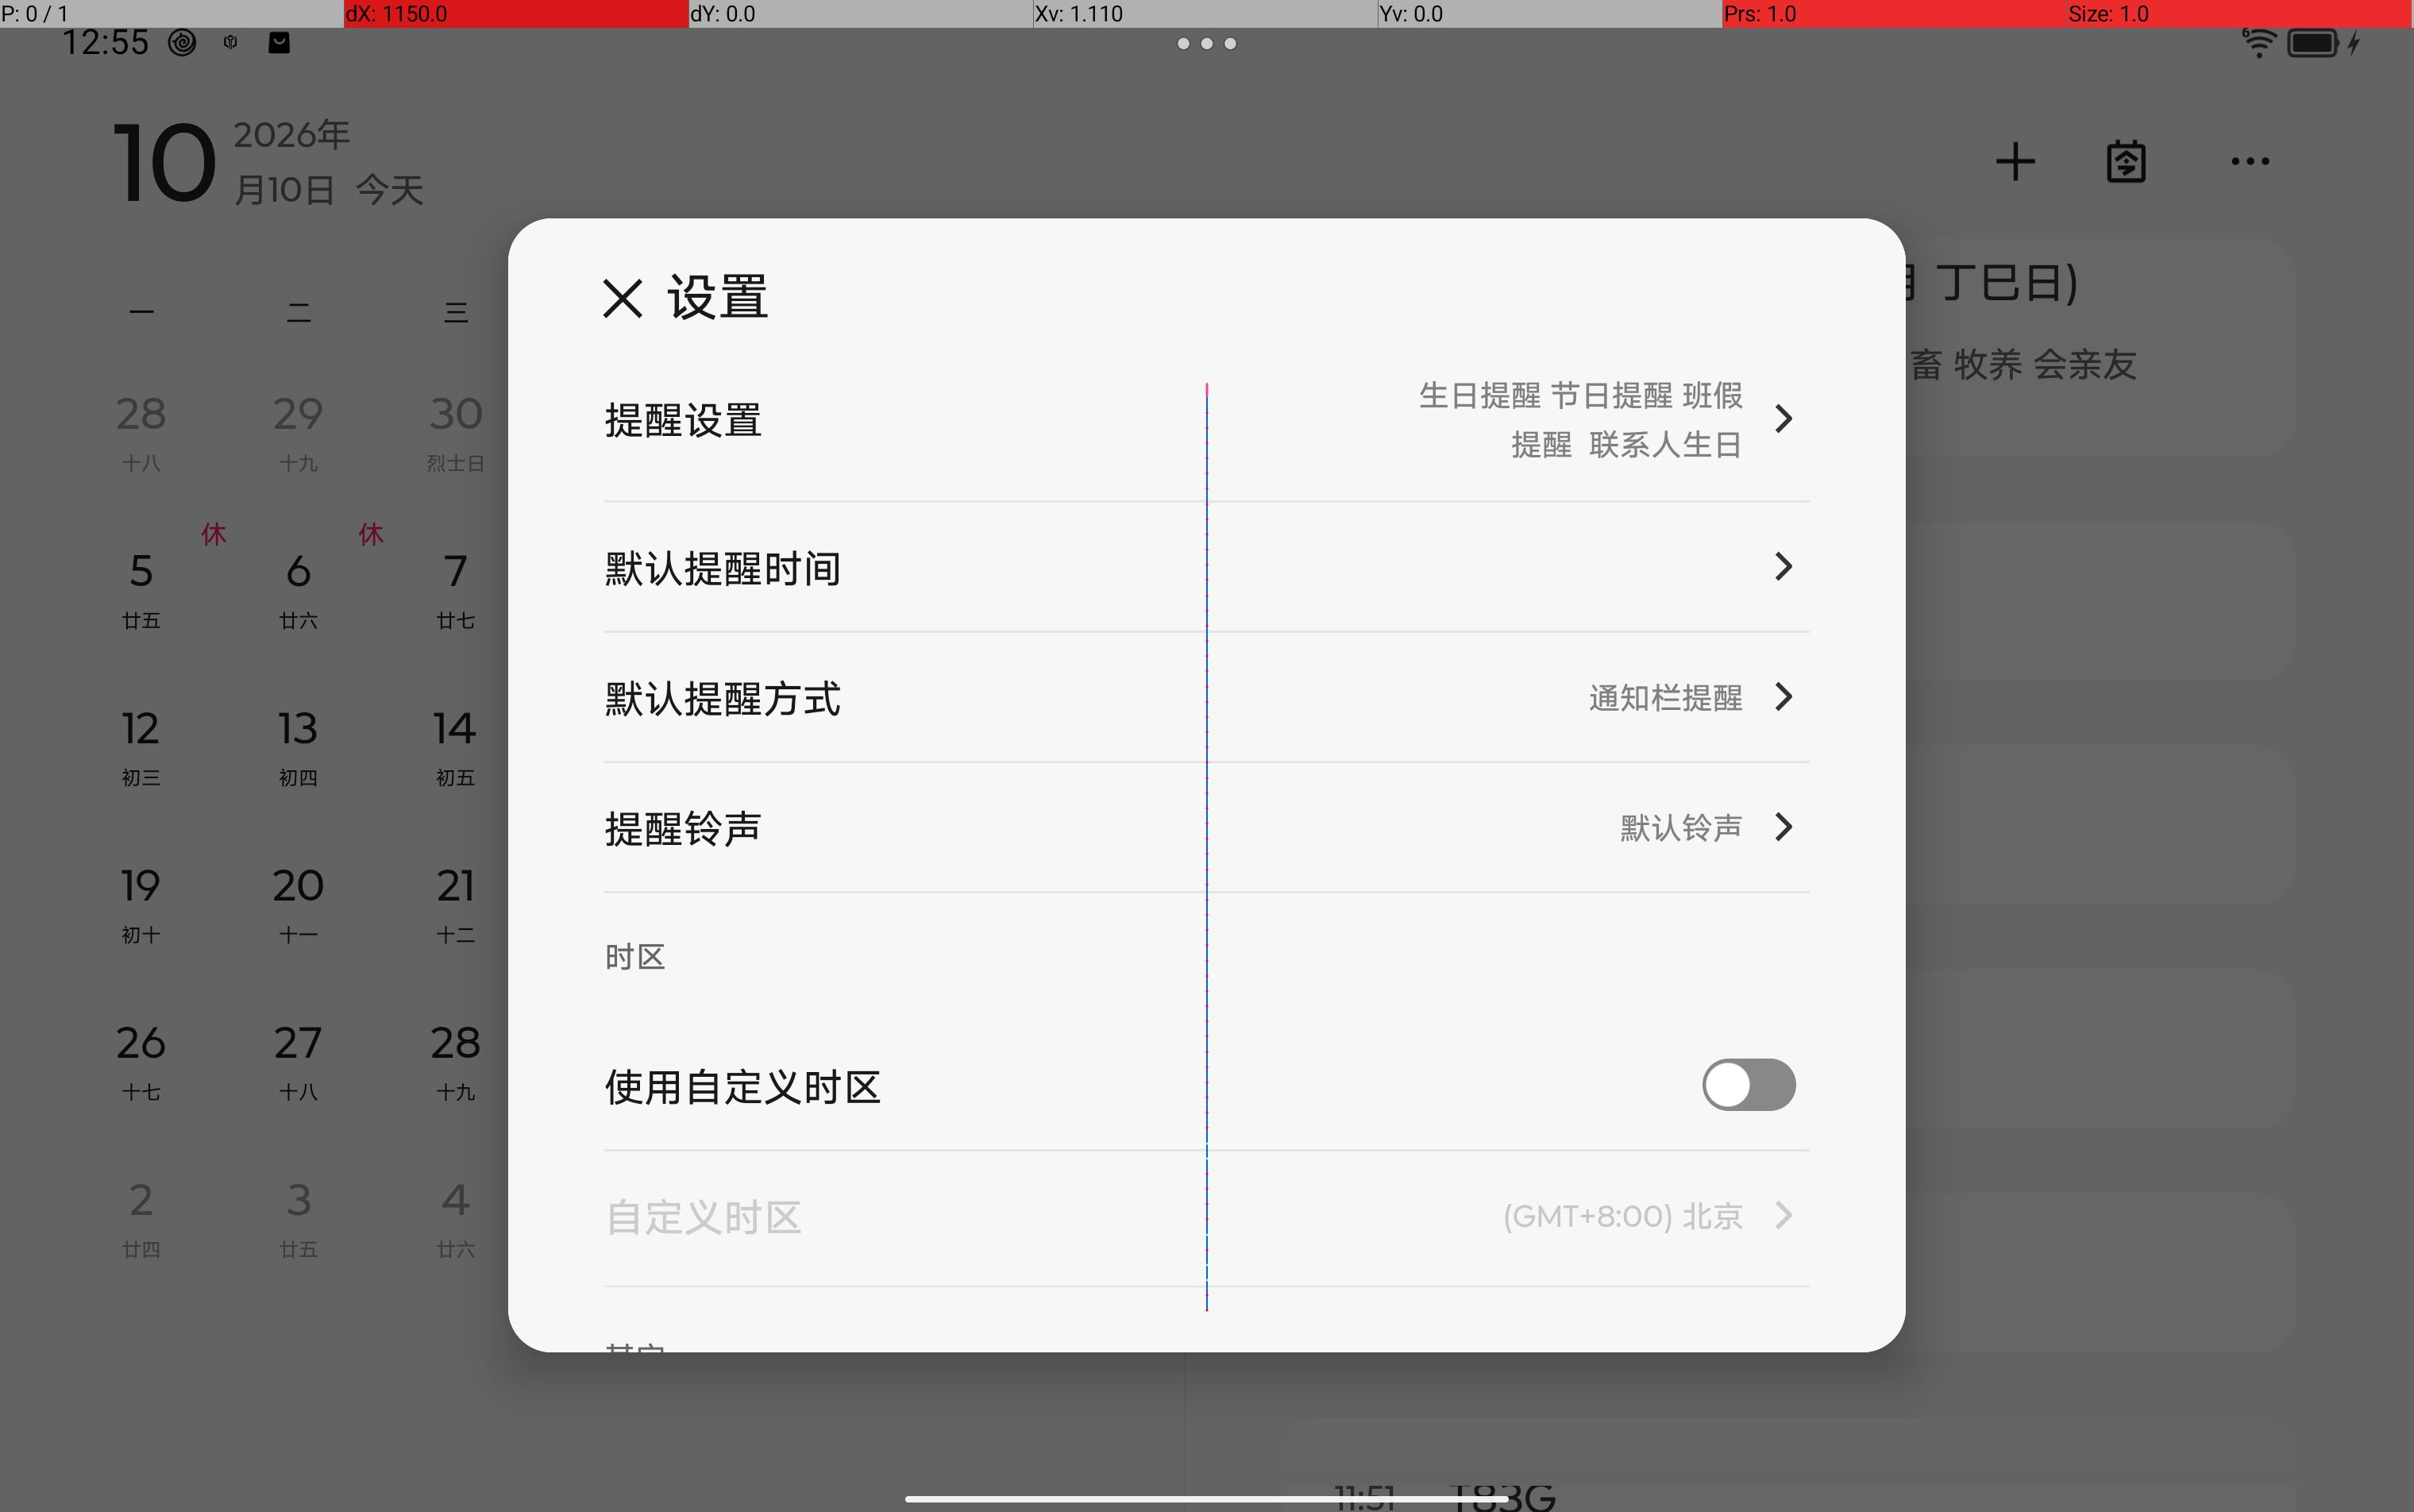 P: 0 / 1 dX: 1150.0 dY: 0.0 Xv: 1.110 Yv: 0.0 Prs: 1.0 Size: 1.0
12:55
10 2026年
月10日 今天
丁巳日)
畜 牧养 会亲友
一 二 三
28 29 30
十八 十九 烈士日
休 休
5 6 7
廿五 廿六 廿七
12 13 14
初三 初四 初五
19 20 21
初十 十一 十二
26 27 28
十七 十八 十九
2 3 4
廿四 廿五 廿六
设置
提醒设置
生日提醒 节日提醒 班假
提醒 联系人生日
默认提醒时间
默认提醒方式 通知栏提醒
提醒铃声 默认铃声
时区
使用自定义时区
自定义时区 (GMT+8:00) 北京
11:51 T83G